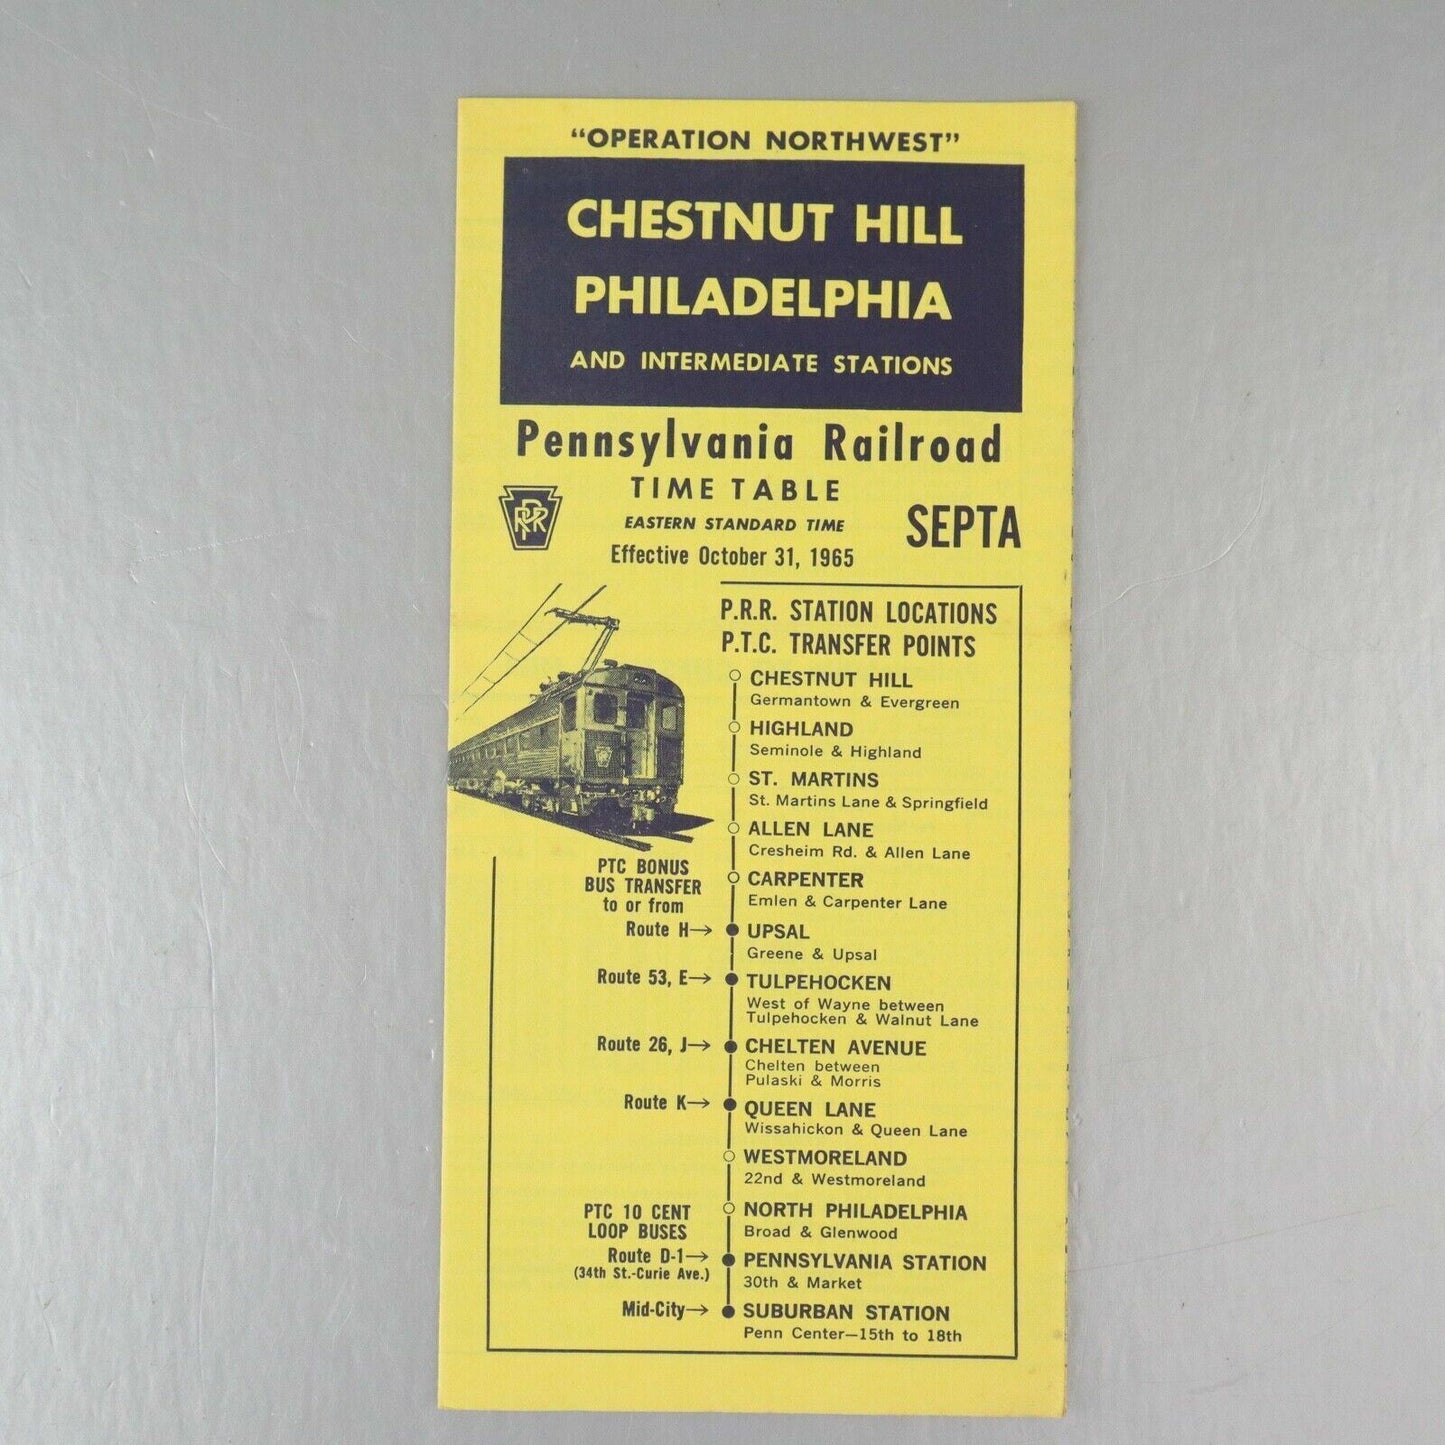 "OPERATION NORTHWEST"
CHESTNUT HILL
PHILADELPHIA
AND INTERMEDIATE STATIONS
Pennsylvania Railroad
TIME TABLE
PRR
EASTERN STANDARD TIME
SEPTA
Effective October 31, 1965
P.R.R. STATION LOCATIONS
P.T.C. TRANSFER POINTS
CHESTNUT HILL
Germantown & Evergreen
HIGHLAND
Seminole & Highland
ST. MARTINS
St. Martins Lane & Springfield
ALLEN LANE
Cresheim Rd. & Allen Lane
CARPENTER
Emlen & Carpenter Lane
PTC BONUS
BUS TRANSFER
to or from
Route H→ UPSAL
Greene & Upsal
Route 53, E→ TULPEHOCKEN
West of Wayne between
Tulpehocken & Walnut Lane
Route 26, J→ CHELTEN AVENUE
Chelten between
Pulaski & Morris
Route K→ QUEEN LANE
Wissahickon & Queen Lane
WESTMORELAND
22nd & Westmoreland
NORTH PHILADELPHIA
Broad & Glenwood
PTC 10 CENT
LOOP BUSES
Route D-1→ PENNSYLVANIA STATION
(34th St.-Curie Ave.) 30th & Market
Mid-City→ SUBURBAN STATION
Penn Center—15th to 18th